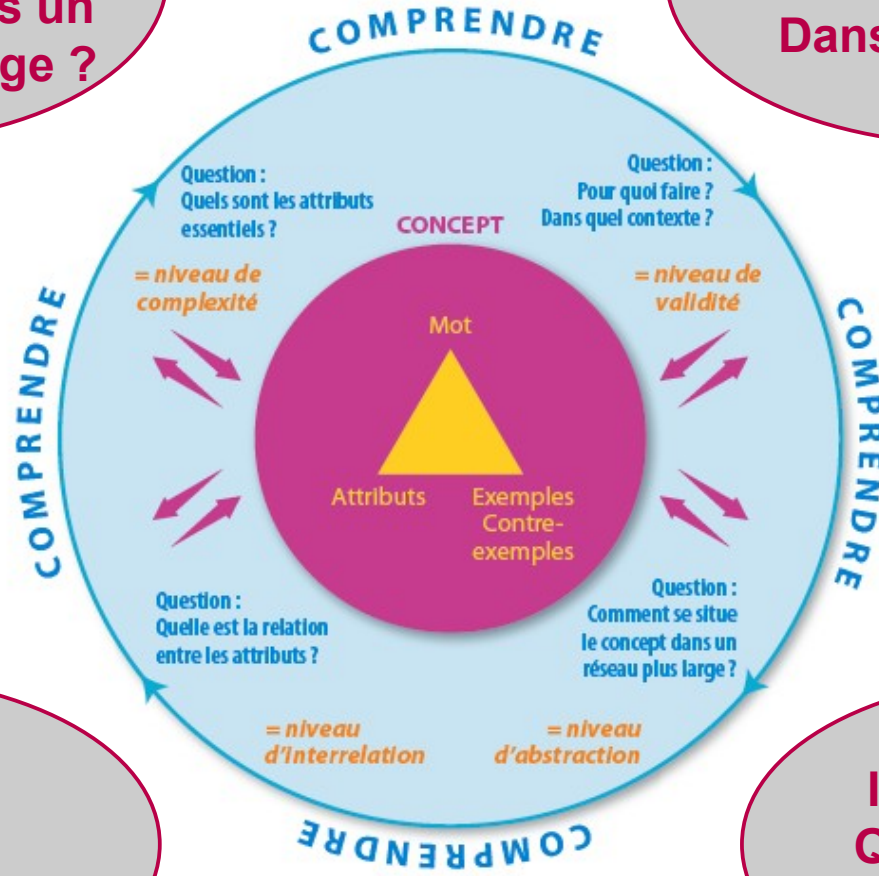 s un
ge ?
Dans
COMPRENDRE
Question :
Quels sont les attributs
essentiels ?
= niveau de
complexité
Question :
Pour quoi faire ?
Dans quel contexte ?
= niveau de
validité
CONCEPT
Mot
Attributs
Exemples
Contre-
exemples
COMPRENDRE
COMPRENDRE
Question :
Quelle est la relation
entre les attributs ?
= niveau
d'interrelation
Question :
Comment se situe
le concept dans un
réseau plus large ?
= niveau
d'abstraction
COMPRENDRE
Q